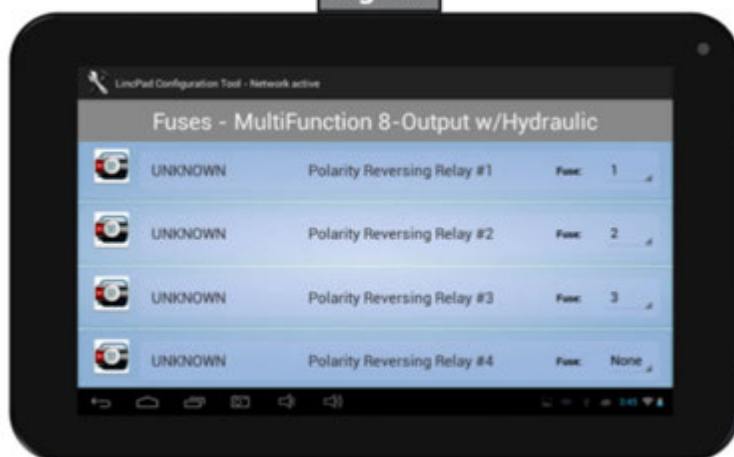 LincPad Configuration Tool - Network active
Fuses - MultiFunction 8-Output w/Hydraulic
UNKNOWN Polarity Reversing Relay #1 Fuse: 1
UNKNOWN Polarity Reversing Relay #2 Fuse: 2
UNKNOWN Polarity Reversing Relay #3 Fuse: 3
UNKNOWN Polarity Reversing Relay #4 Fuse: None
3:45